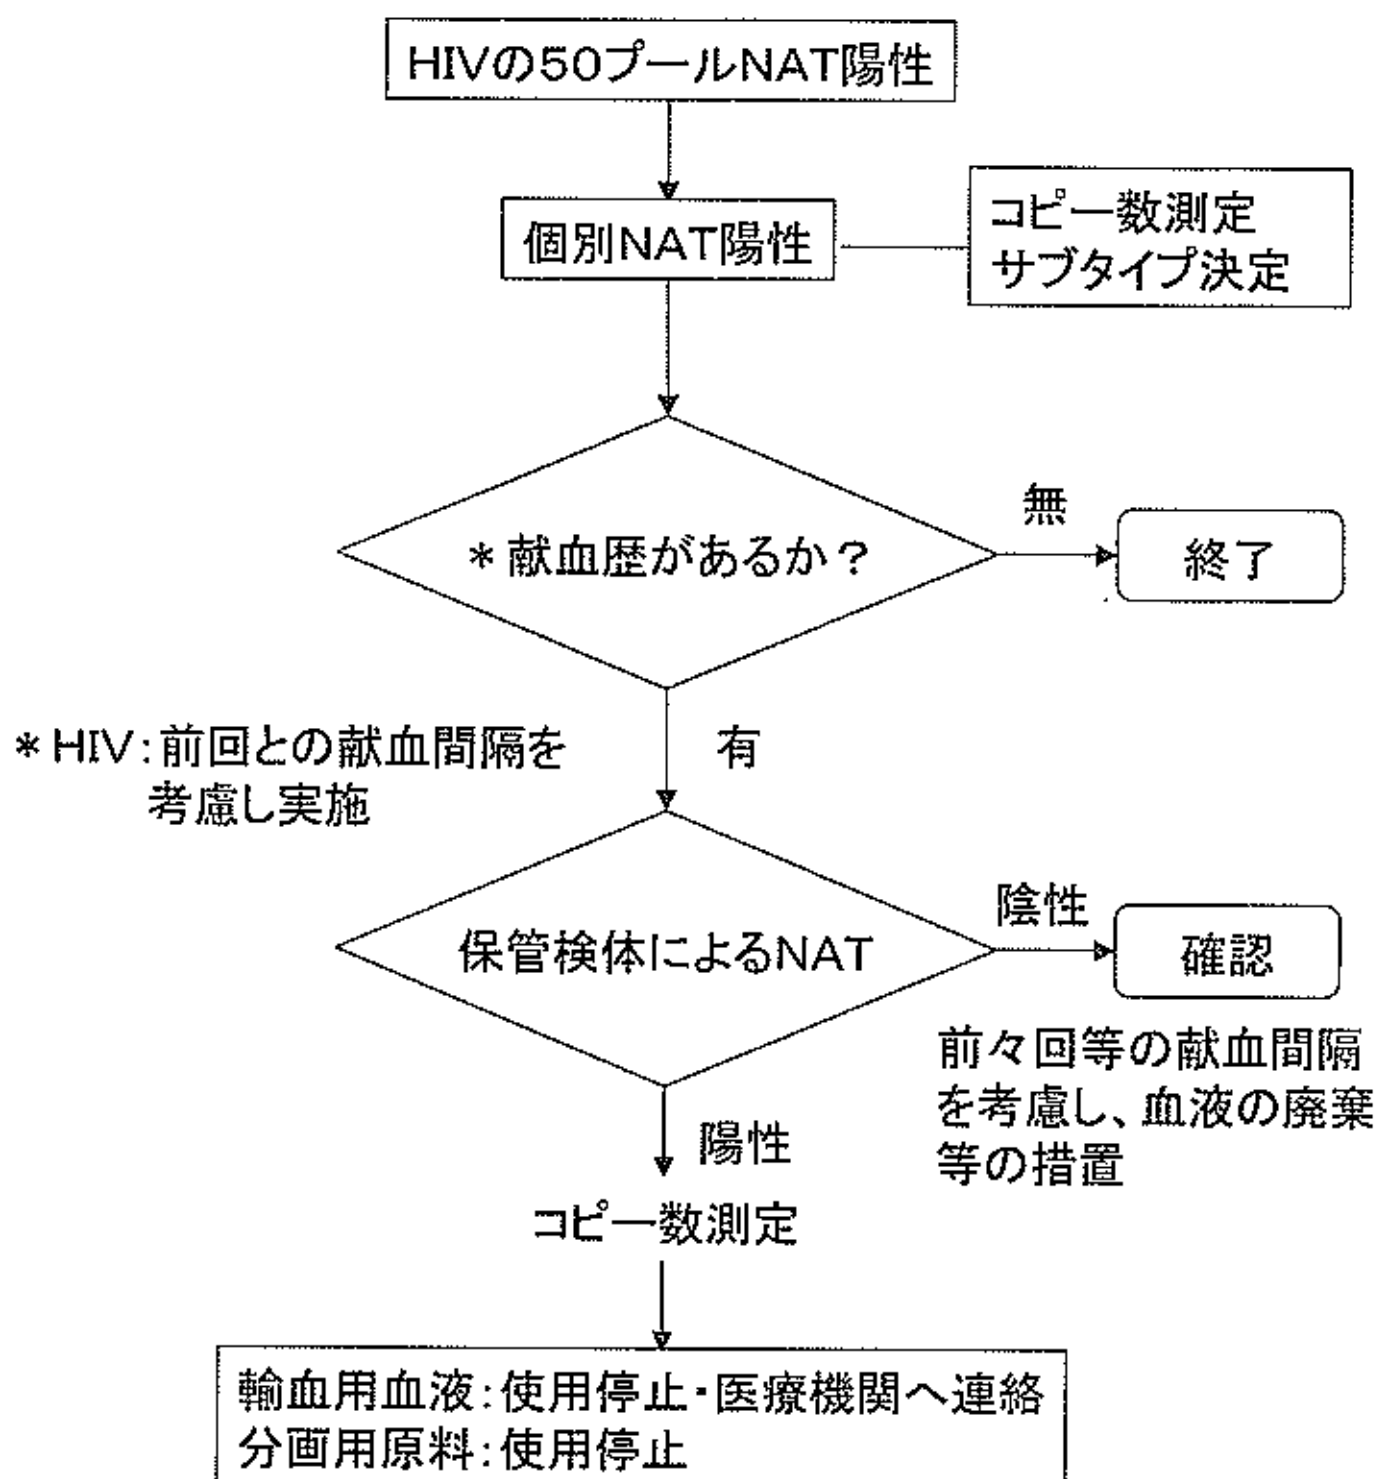 HIVの50プールNAT陽性
個別NAT陽性
コピー数測定
サブタイプ決定
*献血歴があるか？
無
終了
*HIV:前回との献血間隔を
考慮し実施
有
保管検体によるNAT
陰性
確認
前々回等の献血間隔
を考慮し、血液の廃棄
等の措置
陽性
コピー数測定
輸血用血液:使用停止・医療機関へ連絡
分画用原料:使用停止